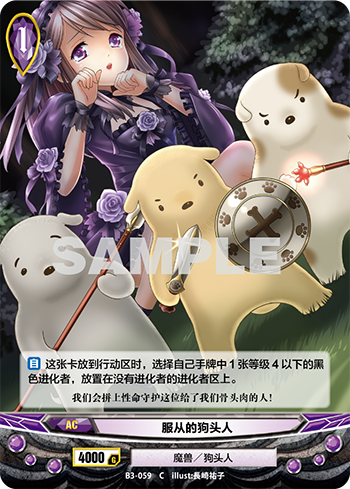 1
SAMPLE
自 这张卡放到行动区时，选择自己手牌中1张等级4以下的黑
色进化者，放置在没有进化者的进化者区上。
我们会拼上性命守护这位给了我们骨头肉的人！
AC 服从的狗头人
4000 G 魔兽／狗头人
B3-059 C illust:長崎祐子